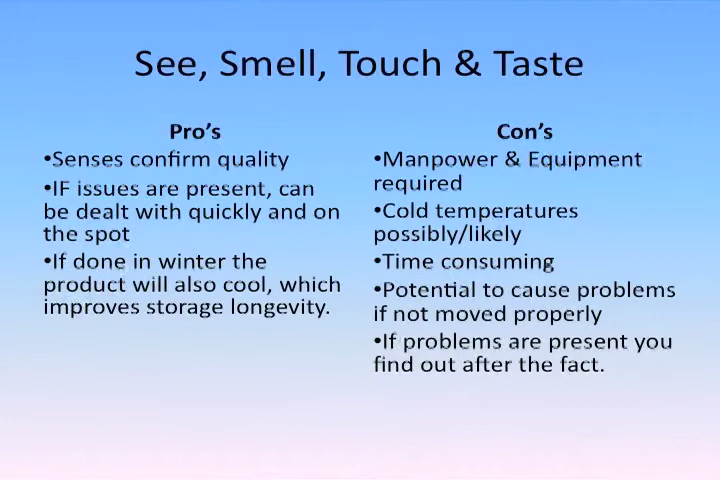 See, Smell, Touch & Taste
Pro's
•Senses confirm quality
•IF issues are present, can
be dealt with quickly and on
the spot
•If done in winter the
product will also cool, which
improves storage longevity.
Con's
•Manpower & Equipment
required
•Cold temperatures
possibly/likely
•Time consuming
•Potential to cause problems
if not moved properly
•If problems are present you
find out after the fact.